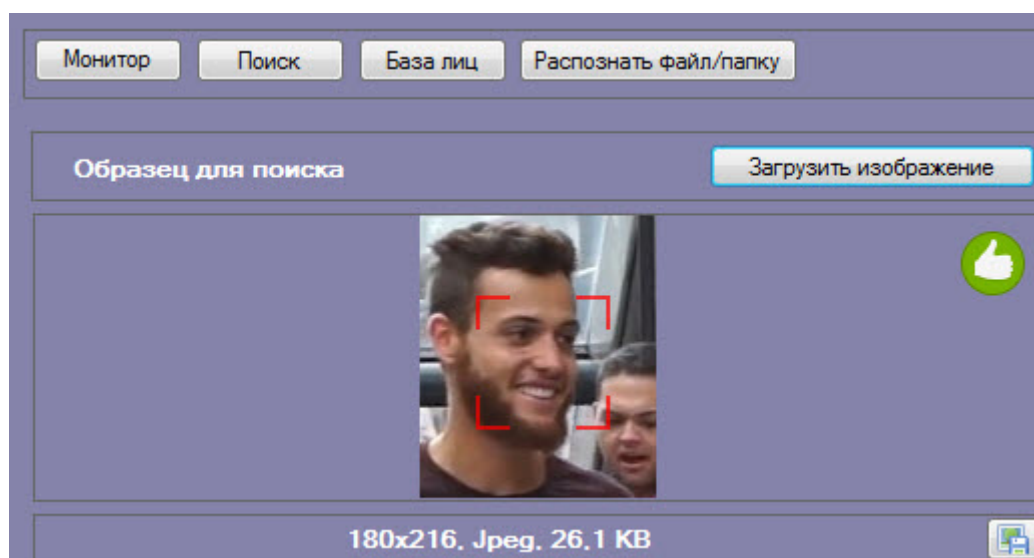 Монитор Поиск База лиц Распознать файл/папку
Образец для поиска Загрузить изображение
180x216, Jpeg, 26,1 KB